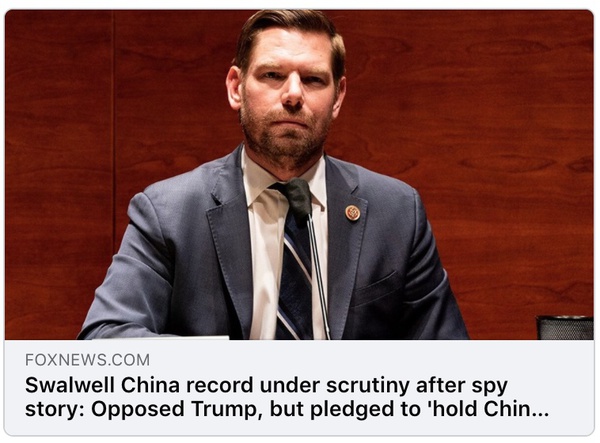 FOXNEWS.COM
Swalwell China record under scrutiny after spy
story: Opposed Trump, but pledged to 'hold Chin...